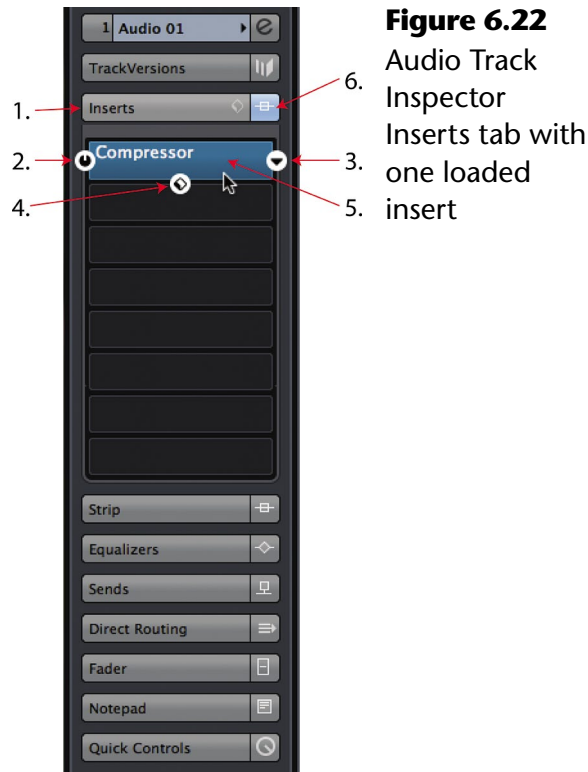 1 Audio 01
TrackVersions
Inserts
Compressor
Strip
Equalizers
Sends
Direct Routing
Fader
Notepad
Quick Controls
1.
2.
4.
6.
3.
5.
Figure 6.22
Audio Track
Inspector
Inserts tab with
one loaded
insert